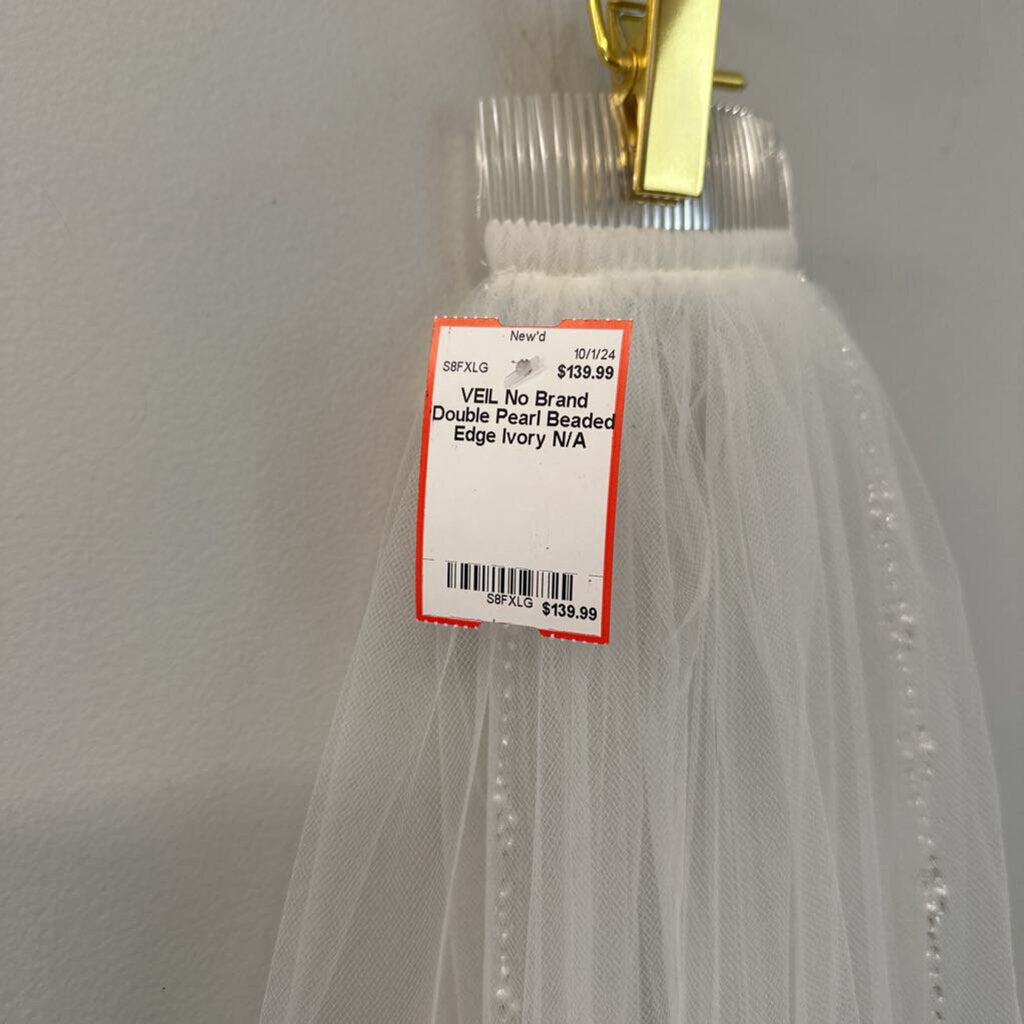 New'd
10/1/24
S8FXLG $139.99
VEIL No Brand
Double Pearl Beaded
Edge Ivory N/A
S8FXLG $139.99